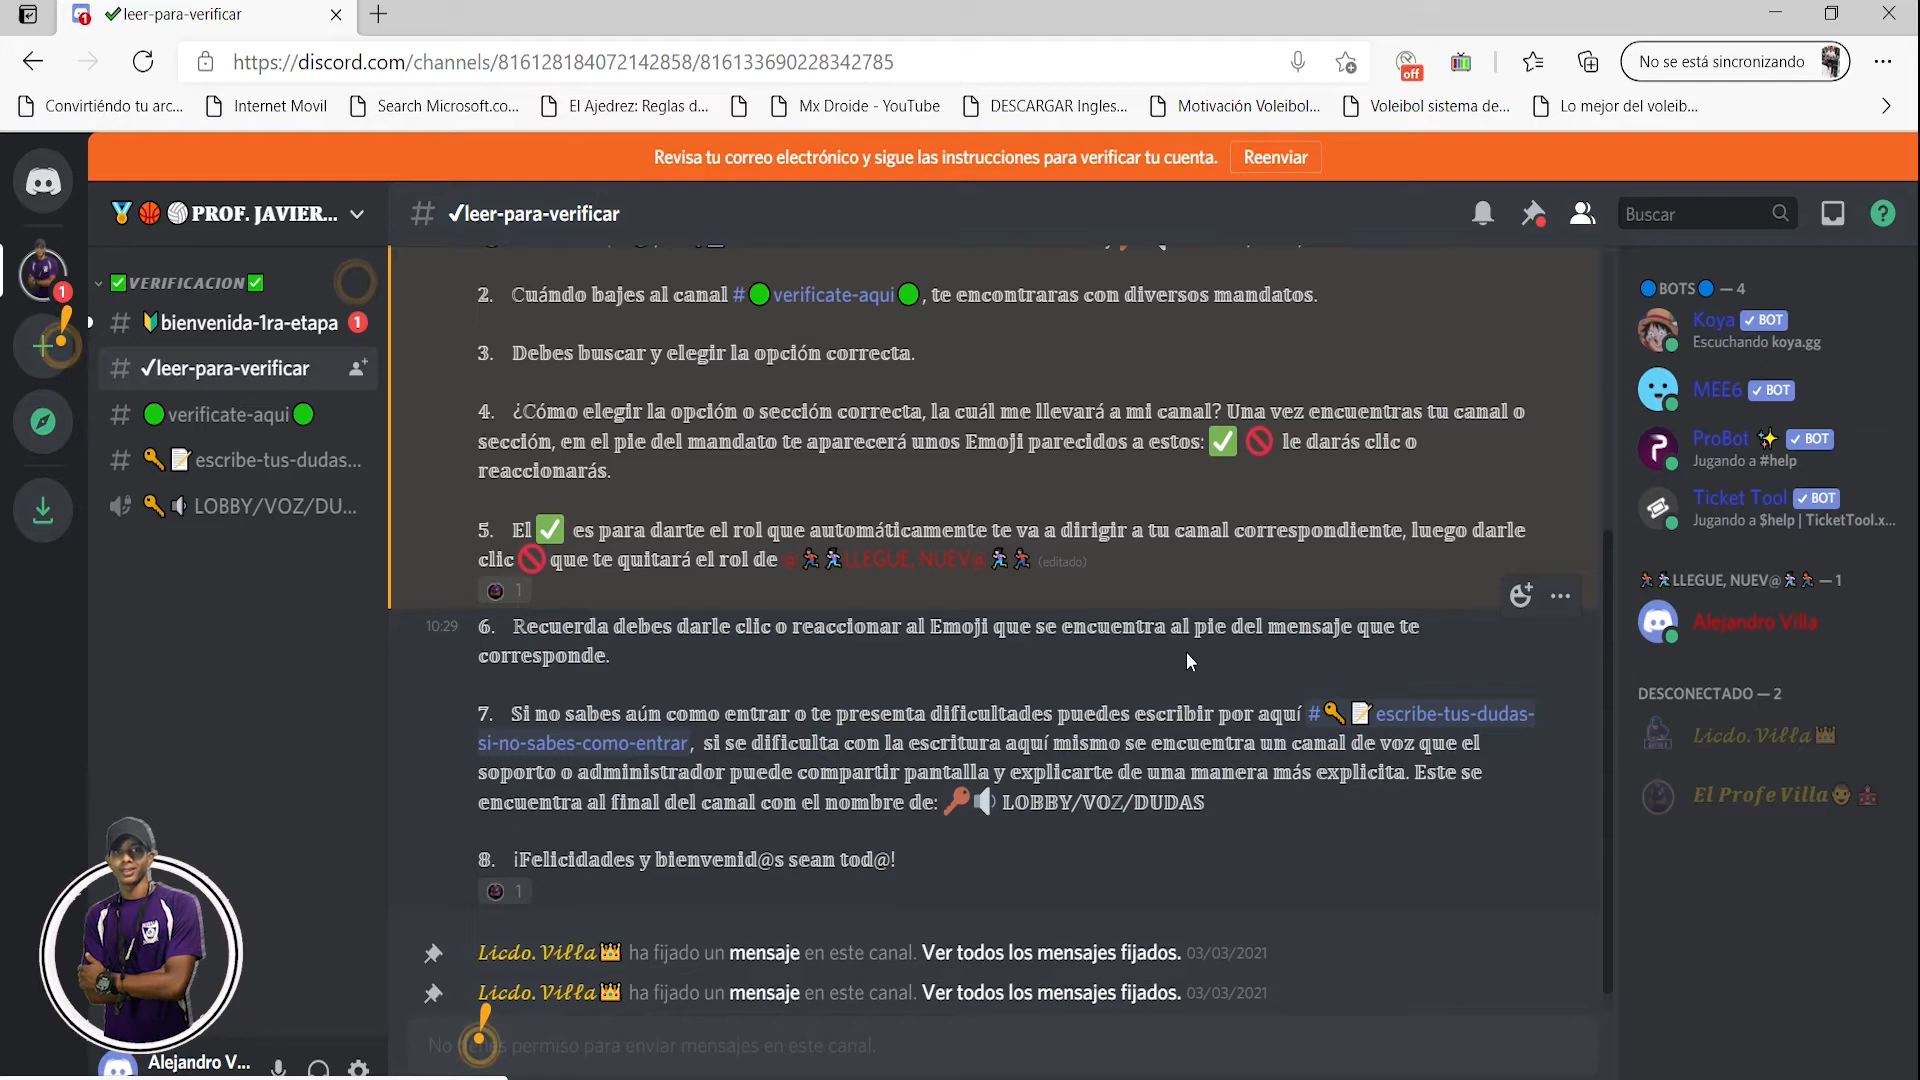 ✔leer-para-verificar
https://discord.com/channels/816128184072142858/816133690228342785
off
No se está sincronizando
Convirtiéndo tu arc...
Internet Movil
Search Microsoft.co...
El Ajedrez: Reglas d...
Mx Droide - YouTube
DESCARGAR Ingles...
Motivación Voleibol...
Voleibol sistema de...
Lo mejor del voleib...
Revisa tu correo electrónico y sigue las instrucciones para verificar tu cuenta.
Reenviar
🏅🏀🏐PROF. JAVIER...
# ✓leer-para-verificar
Buscar
✅VERIFICACION✅
# 🔰bienvenida-1ra-etapa 1
# ✓leer-para-verificar
# 🟢verificate-aqui🟢
# 🔑📝escribe-tus-dudas...
🔑🔈LOBBY/VOZ/DU...
1
2. Cuándo bajes al canal #🟢verificate-aqui🟢, te encontraras con diversos mandatos.
3. Debes buscar y elegir la opción correcta.
4. ¿Cómo elegir la opción o sección correcta, la cuál me llevará a mi canal? Una vez encuentras tu canal o
sección, en el pie del mandato te aparecerá unos Emoji parecidos a estos: ✅ 🚫 le darás clic o
reaccionarás.
5. El ✅ es para darte el rol que automáticamente te va a dirigir a tu canal correspondiente, luego darle
clic 🚫 que te quitará el rol de @🏃🏃LLEGUE, NUEV@🏃🏃 (editado)
1
10:29 6. Recuerda debes darle clic o reaccionar al Emoji que se encuentra al pie del mensaje que te
corresponde.
7. Si no sabes aún como entrar o te presenta dificultades puedes escribir por aquí #🔑📝escribe-tus-dudas-
si-no-sabes-como-entrar, si se dificulta con la escritura aquí mismo se encuentra un canal de voz que el
soporto o administrador puede compartir pantalla y explicarte de una manera más explicita. Este se
encuentra al final del canal con el nombre de: 🔑🔈 LOBBY/VOZ/DUDAS
8. ¡Felicidades y bienvenid@s sean tod@!
1
Licdo. Villa👑 ha fijado un mensaje en este canal. Ver todos los mensajes fijados. 03/03/2021
Licdo. Villa👑 ha fijado un mensaje en este canal. Ver todos los mensajes fijados. 03/03/2021
No permiso para enviar mensajes en este canal.
Alejandro V...
🔵BOTS🔵 — 4
Koya ✓ BOT
Escuchando koya.gg
MEE6 ✓ BOT
ProBot ✨ ✓ BOT
Jugando a #help
Ticket Tool ✓ BOT
Jugando a $help | TicketTool.x...
🏃🏃LLEGUE, NUEV@🏃🏃 — 1
Alejandro Villa
DESCONECTADO — 2
Licdo. Villa👑
El Profe Villa